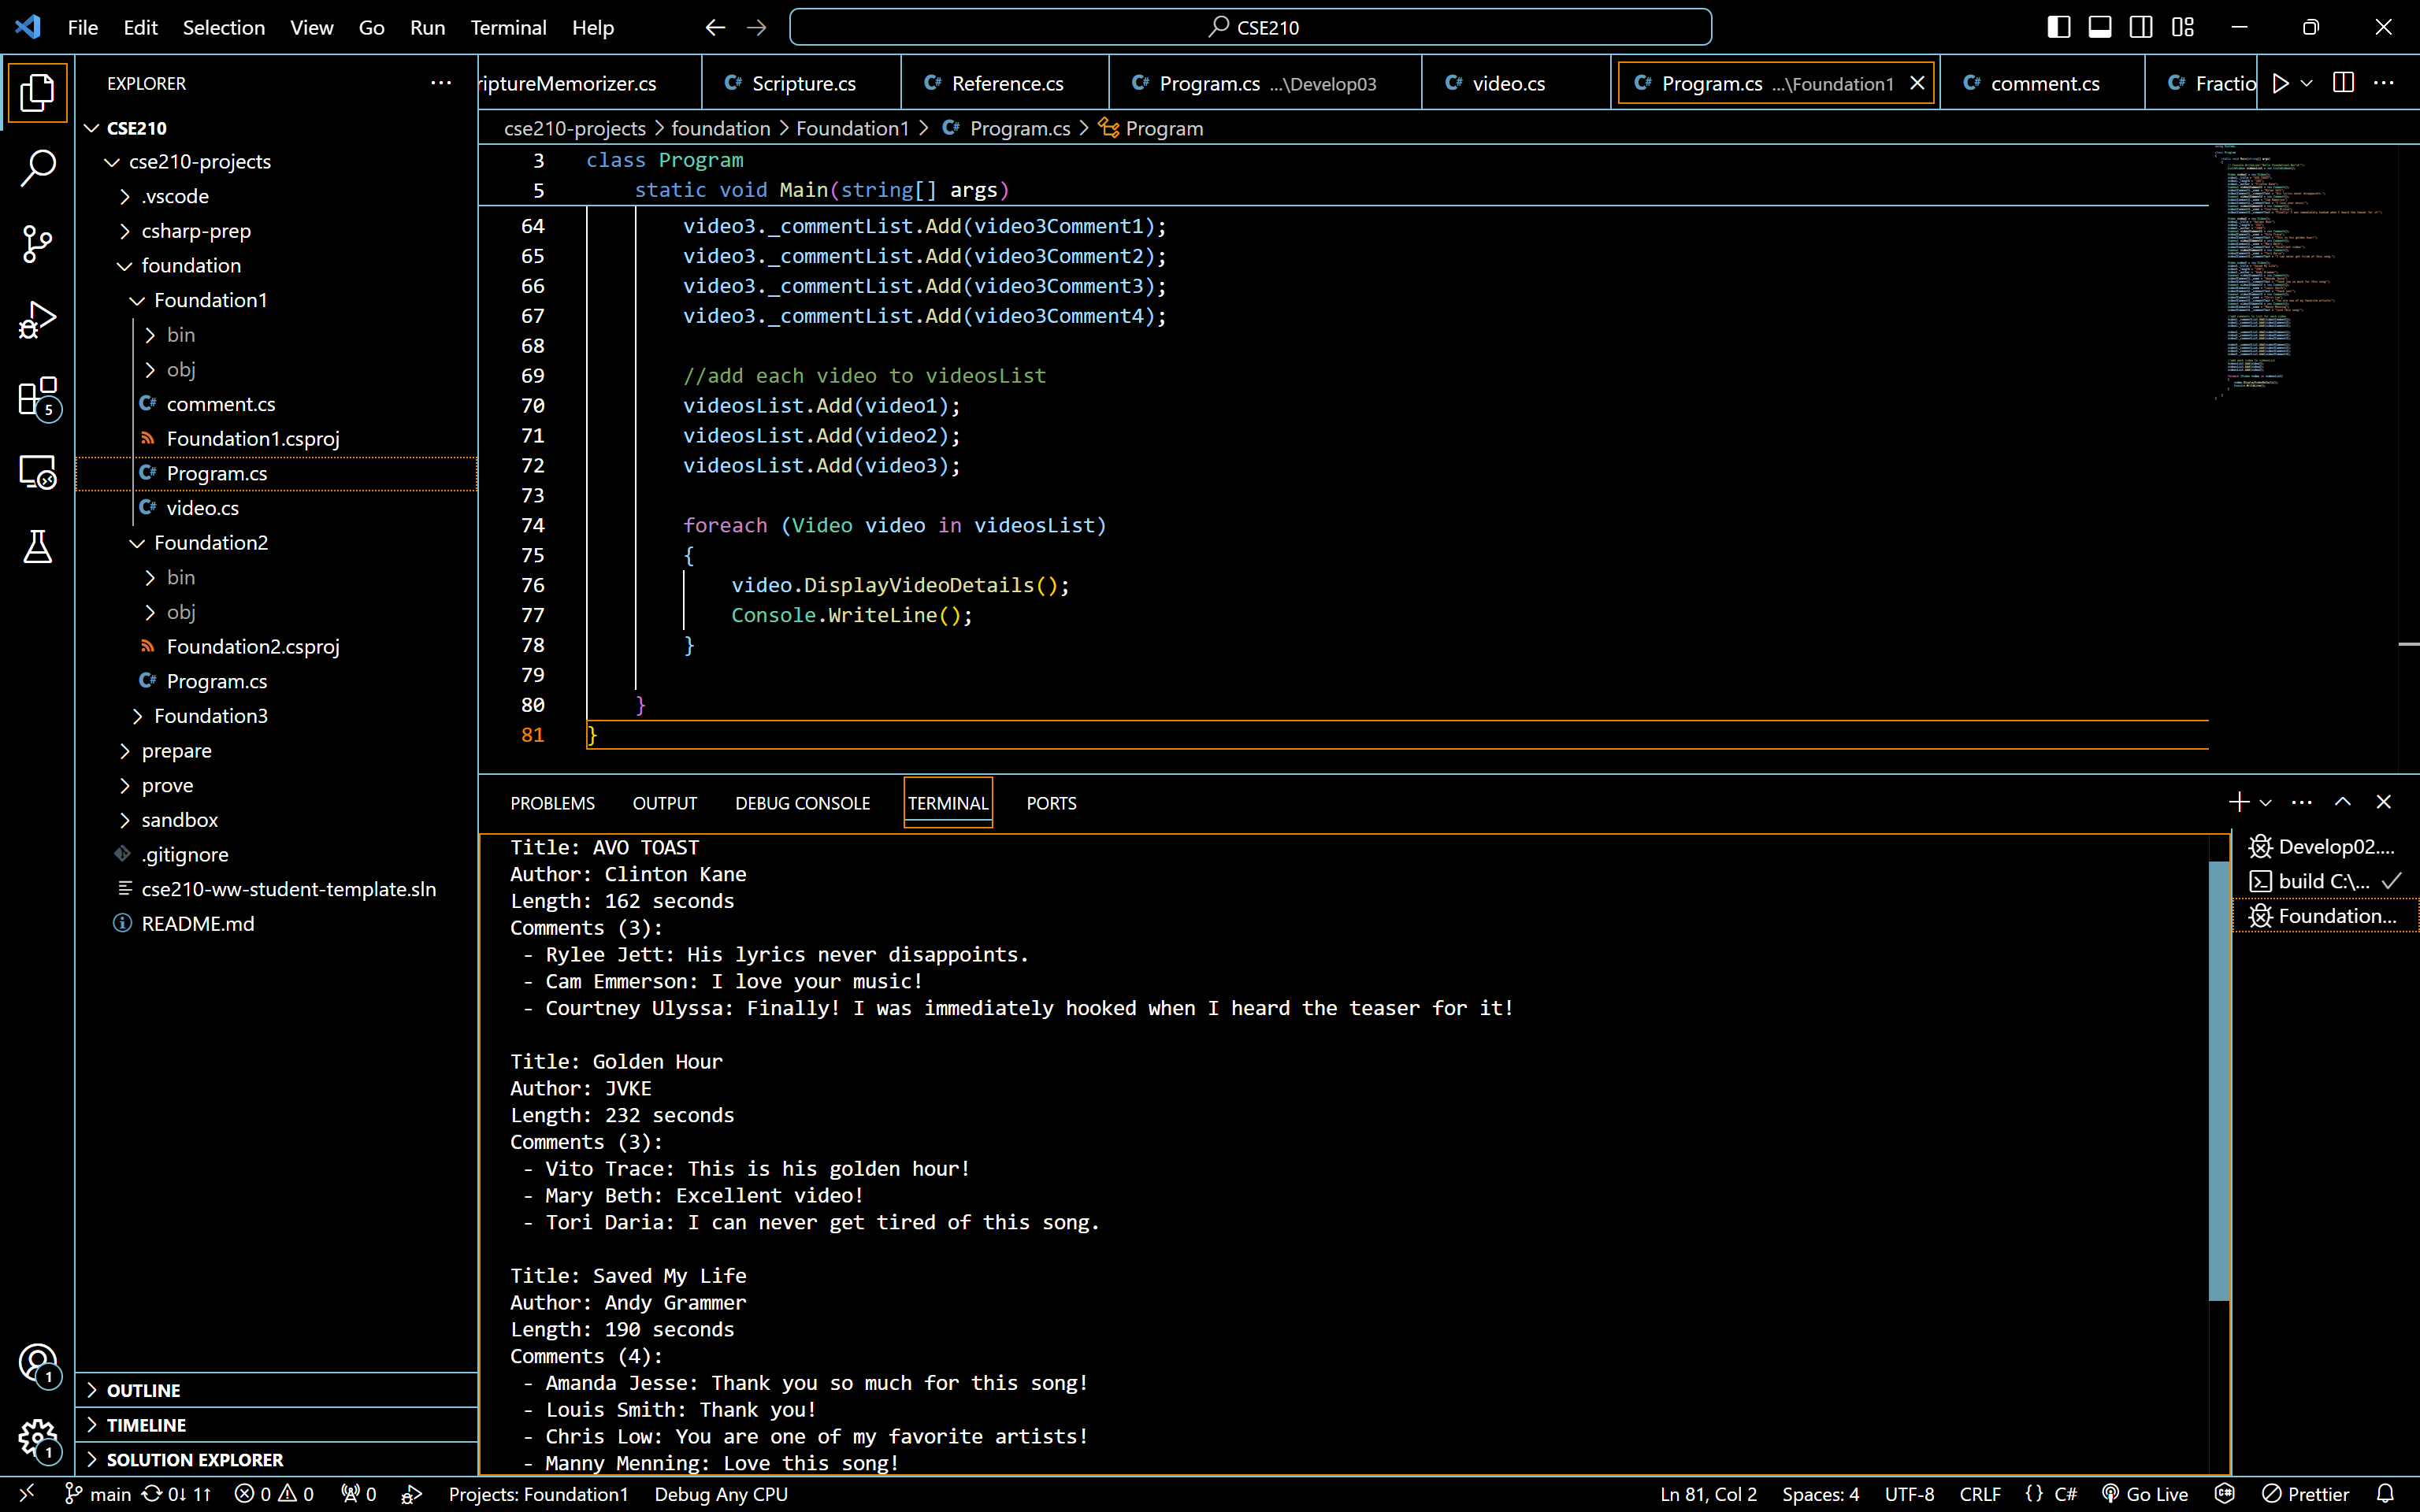 File Edit Selection View Go Run Terminal Help
CSE210
EXPLORER
CSE210
cse210-projects
.vscode
csharp-prep
foundation
Foundation1
bin
obj
comment.cs
Foundation1.csproj
Program.cs
video.cs
Foundation2
bin
obj
Foundation2.csproj
Program.cs
Foundation3
prepare
prove
sandbox
.gitignore
cse210-ww-student-template.sln
README.md
OUTLINE
TIMELINE
SOLUTION EXPLORER
5
1
1
riptureMemorizer.cs Scripture.cs Reference.cs Program.cs ...\Develop03 video.cs Program.cs ...\Foundation1 comment.cs Fractio
cse210-projects > foundation > Foundation1 > Program.cs > Program
3 class Program
5 static void Main(string[] args)
64 video3._commentList.Add(video3Comment1);
65 video3._commentList.Add(video3Comment2);
66 video3._commentList.Add(video3Comment3);
67 video3._commentList.Add(video3Comment4);
68
69 //add each video to videosList
70 videosList.Add(video1);
71 videosList.Add(video2);
72 videosList.Add(video3);
73
74 foreach (Video video in videosList)
75 {
76 video.DisplayVideoDetails();
77 Console.WriteLine();
78 }
79
80 }
81 }
PROBLEMS OUTPUT DEBUG CONSOLE TERMINAL PORTS
Title: AVO TOAST
Author: Clinton Kane
Length: 162 seconds
Comments (3):
- Rylee Jett: His lyrics never disappoints.
- Cam Emmerson: I love your music!
- Courtney Ulyssa: Finally! I was immediately hooked when I heard the teaser for it!
Title: Golden Hour
Author: JVKE
Length: 232 seconds
Comments (3):
- Vito Trace: This is his golden hour!
- Mary Beth: Excellent video!
- Tori Daria: I can never get tired of this song.
Title: Saved My Life
Author: Andy Grammer
Length: 190 seconds
Comments (4):
- Amanda Jesse: Thank you so much for this song!
- Louis Smith: Thank you!
- Chris Low: You are one of my favorite artists!
- Manny Menning: Love this song!
Develop02....
build C:\...
Foundation...
main 0↓ 1↑ 0 0 0 Projects: Foundation1 Debug Any CPU Ln 81, Col 2 Spaces: 4 UTF-8 CRLF {} C# Go Live Prettier